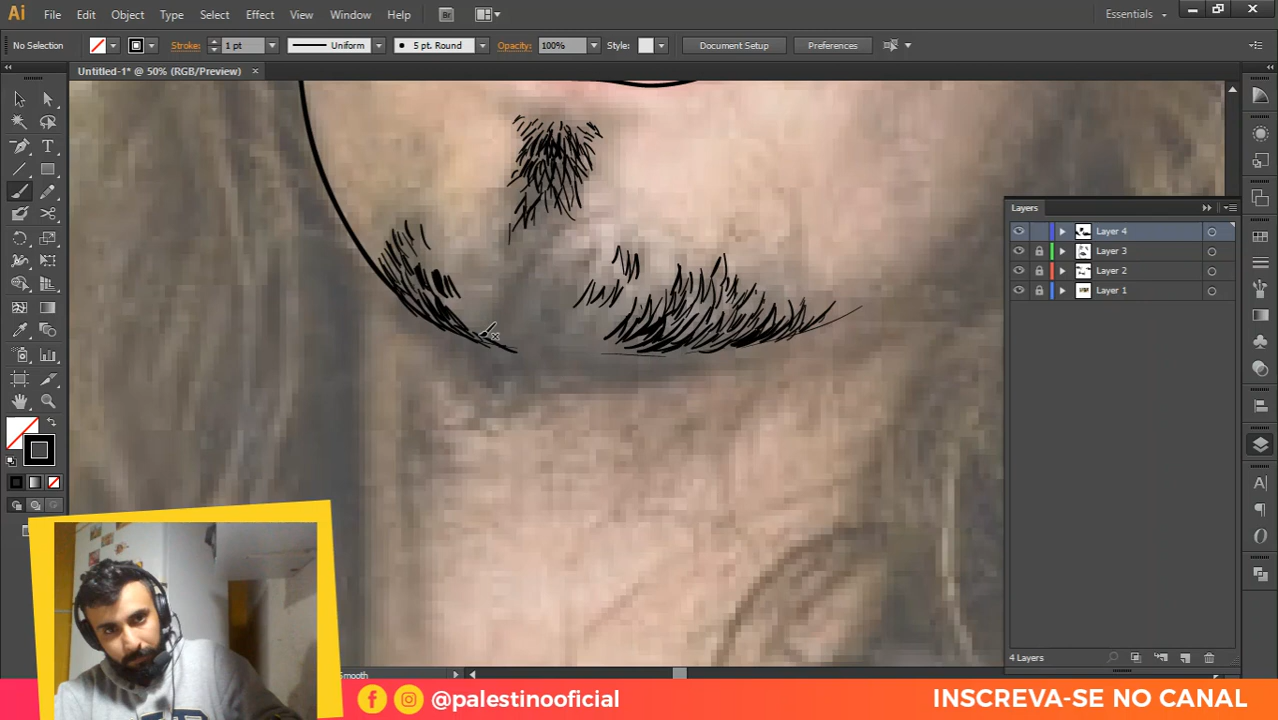 Ai File Edit Object Type Select Effect View Window Help Br Essentials
No Selection Stroke: 1 pt Uniform 5 pt. Round Opacity: 100% Style: Document Setup Preferences
Untitled-1* @ 50% (RGB/Preview)
Layers
Layer 4
Layer 3
Layer 2
Layer 1
4 Layers
@palestinooficial INSCREVA-SE NO CANAL